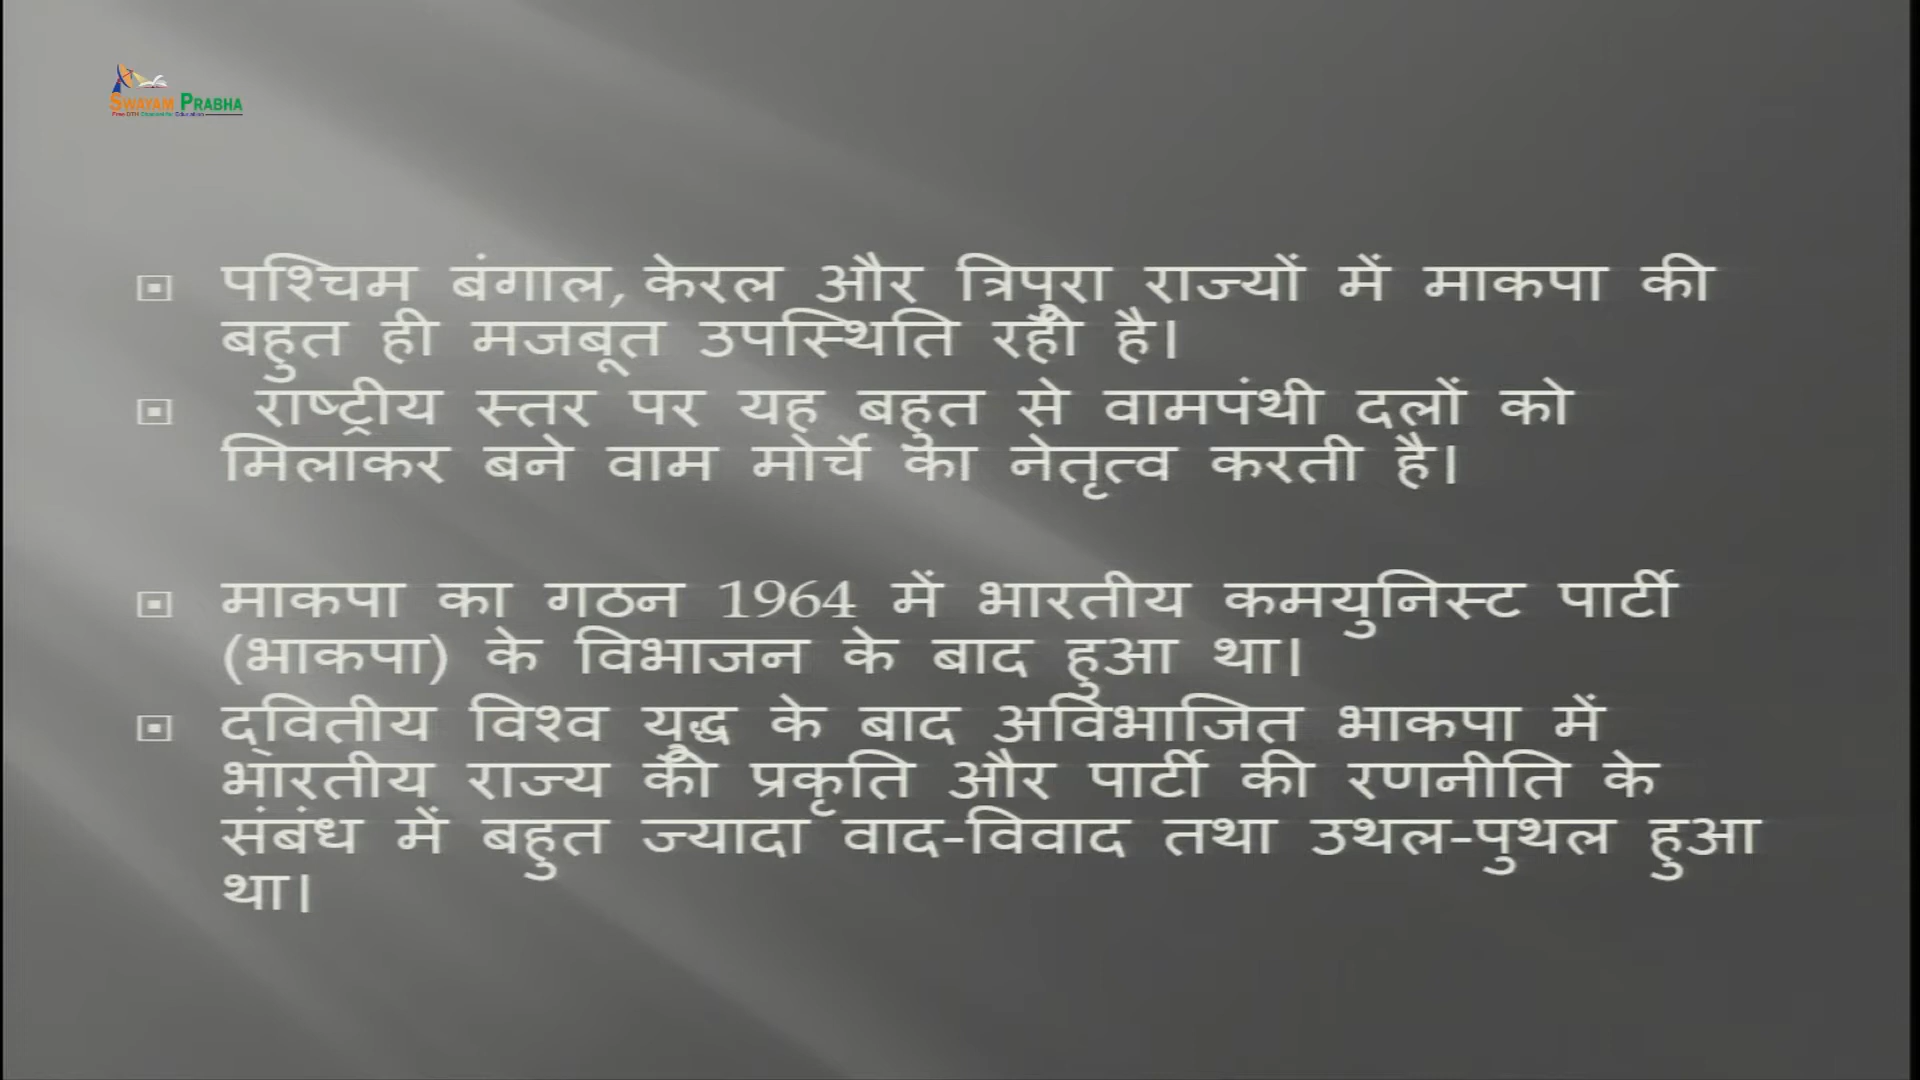 SWAYAM PRABHA
पश्चिम बंगाल, केरल और त्रिपुरा राज्यों में माकपा की
बहुत ही मजबूत उपस्थिति रही है।
राष्ट्रीय स्तर पर यह बहुत से वामपंथी दलों को
मिलाकर बने वाम मोर्चे का नेतृत्व करती है।
माकपा का गठन 1964 में भारतीय कमयुनिस्ट पार्टी
(भाकपा) के विभाजन के बाद हुआ था।
द्वितीय विश्व युद्ध के बाद अविभाजित भाकपा में
भारतीय राज्य की प्रकृति और पार्टी की रणनीति के
संबंध में बहुत ज्यादा वाद-विवाद तथा उथल-पुथल हुआ
था।